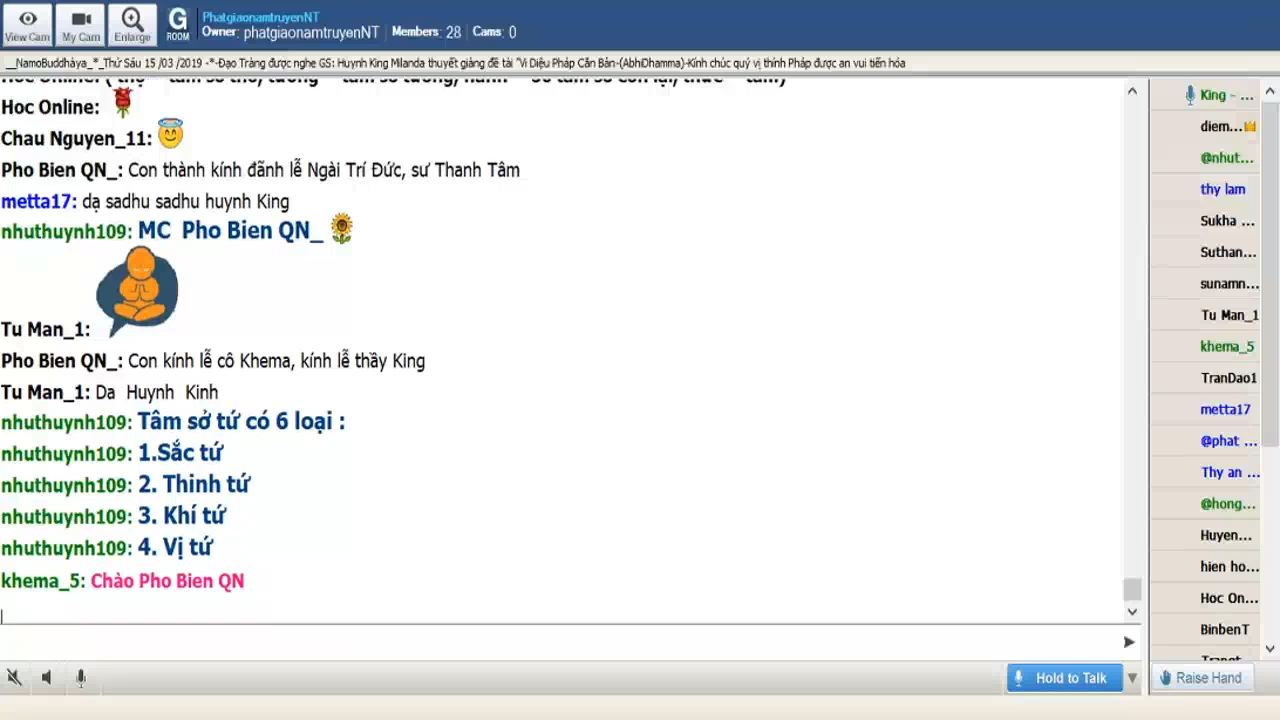 View Cam
My Cam
Enlarge
G
ROOM
PhatgiaonamtruyenNT
Owner: phatgiaonamtruyenNT Members: 28 Cams: 0
__NamoBuddhàya_*_Thứ Sáu 15 /03 /2019 -*-Đạo Tràng được nghe GS: Huynh King Milanda thuyết giảng đề tài "Vi Diệu Pháp Căn Bản-(AbhiDhamma)-Kính chúc quý vị thính Pháp được an vui tiến hóa
Hoc Online:
Chau Nguyen_11:
Pho Bien QN_: Con thành kính đãnh lễ Ngài Trí Đức, sư Thanh Tâm
metta17: dạ sadhu sadhu huynh King
nhuthuynh109: MC Pho Bien QN_
Tu Man_1:
Pho Bien QN_: Con kính lễ cô Khema, kính lễ thầy King
Tu Man_1: Da Huynh Kinh
nhuthuynh109: Tâm sở tứ có 6 loại :
nhuthuynh109: 1.Sắc tứ
nhuthuynh109: 2. Thinh tứ
nhuthuynh109: 3. Khí tứ
nhuthuynh109: 4. Vị tứ
khema_5: Chào Pho Bien QN
King - ...
diem...
@nhut...
thy lam
Sukha ...
Suthan...
sunamn...
Tu Man_1
khema_5
TranDao1
metta17
@phat ...
Thy an ...
@hong...
Huyen...
hien ho...
Hoc On...
BinbenT
Hold to Talk
Raise Hand